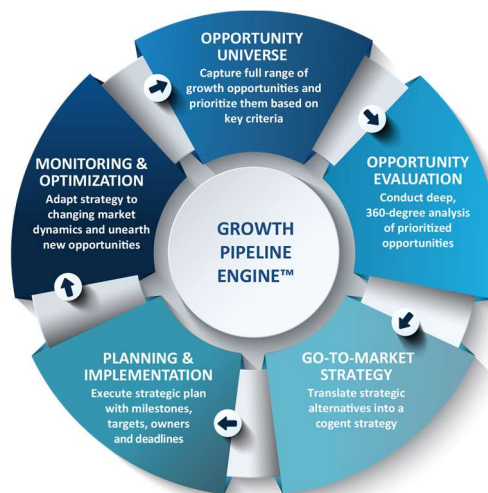 OPPORTUNITY
UNIVERSE
Capture full range of
growth opportunities and
prioritize them based on
key criteria
OPPORTUNITY
EVALUATION
Conduct deep,
360-degree analysis
of prioritized
opportunities
GO-TO-MARKET
STRATEGY
Translate strategic
alternatives into a
cogent strategy
PLANNING &
IMPLEMENTATION
Execute strategic plan
with milestones,
targets, owners
and deadlines
MONITORING &
OPTIMIZATION
Adapt strategy to
changing market
dynamics and unearth
new opportunities
GROWTH
PIPELINE
ENGINE™